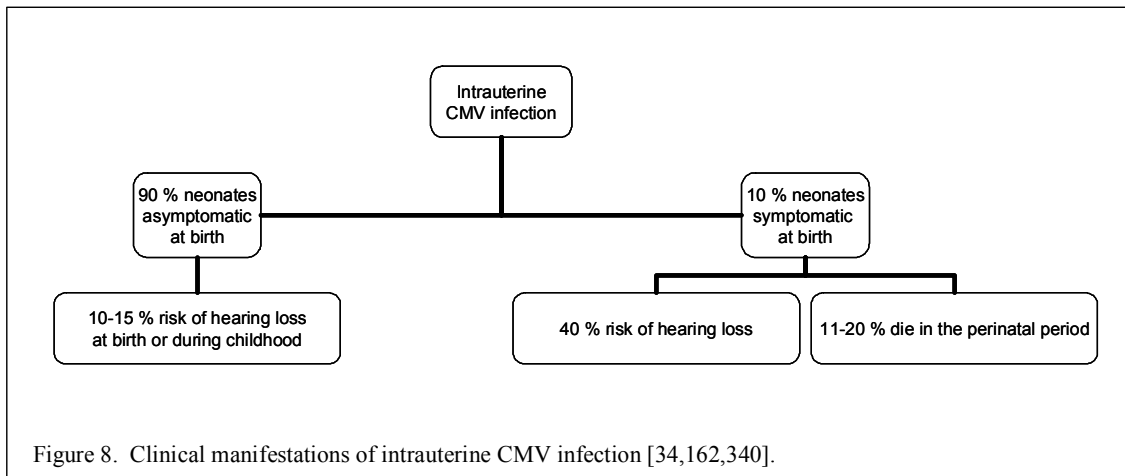 Intrauterine
CMV infection
90 % neonates
asymptomatic
at birth
10 % neonates
symptomatic
at birth
10-15 % risk of hearing loss
at birth or during childhood
40 % risk of hearing loss
11-20 % die in the perinatal period
Figure 8. Clinical manifestations of intrauterine CMV infection [34,162,340].